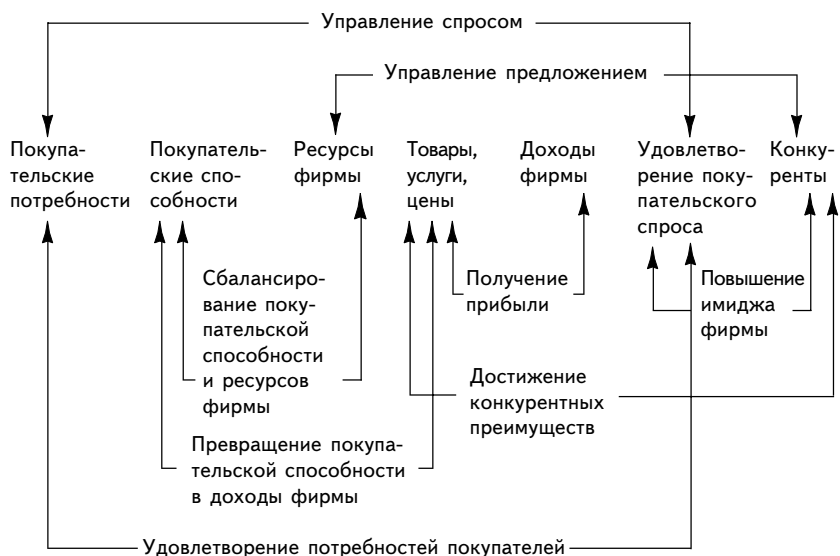 Управление спросом
Управление предложением
Покупа-
тельские
потребности
Покупатель-
ские спо-
собности
Ресурсы
фирмы
Товары,
услуги,
цены
Доходы
фирмы
Удовлетво-
рение поку-
пательского
спроса
Конку-
ренты
Сбалансиро-
вание поку-
пательской
способности
и ресурсов
фирмы
Получение
прибыли
Повышение
имиджа
фирмы
Достижение
конкурентных
преимуществ
Превращение покупа-
тельской способности
в доходы фирмы
Удовлетворение потребностей покупателей